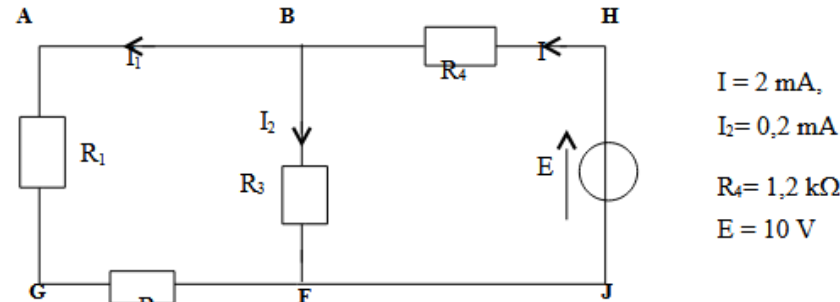 A B H
I₁ I
R₄
I = 2 mA,
I₂ I₂= 0,2 mA
R₁ R₃ E R₄= 1,2 kΩ
E = 10 V
G F J